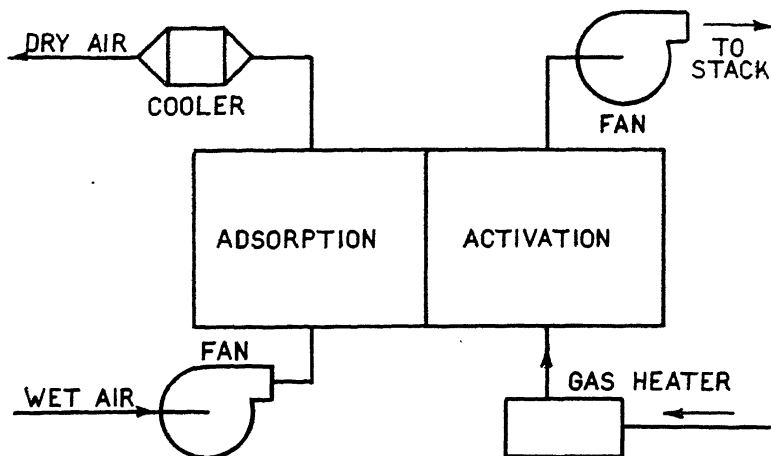 DRY AIR
COOLER
TO
STACK
FAN
ADSORPTION
ACTIVATION
FAN
WET AIR
GAS HEATER